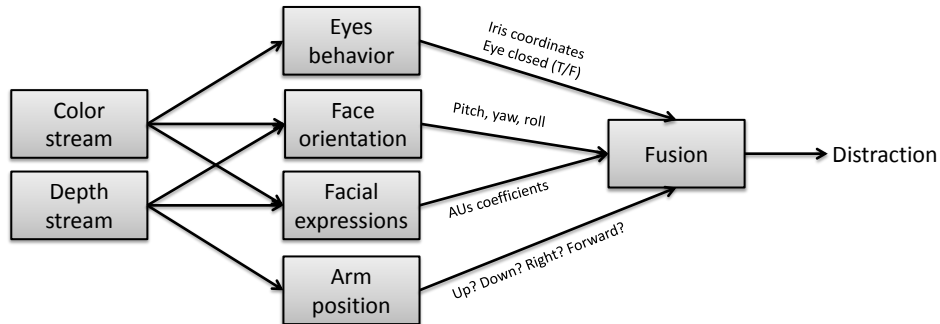 Eyes
behavior
Iris coordinates
Eye closed (T/F)
Color
stream
Face
orientation
Pitch, yaw, roll
Fusion
Distraction
Depth
stream
Facial
expressions
AUs coefficients
Arm
position
Up? Down? Right? Forward?